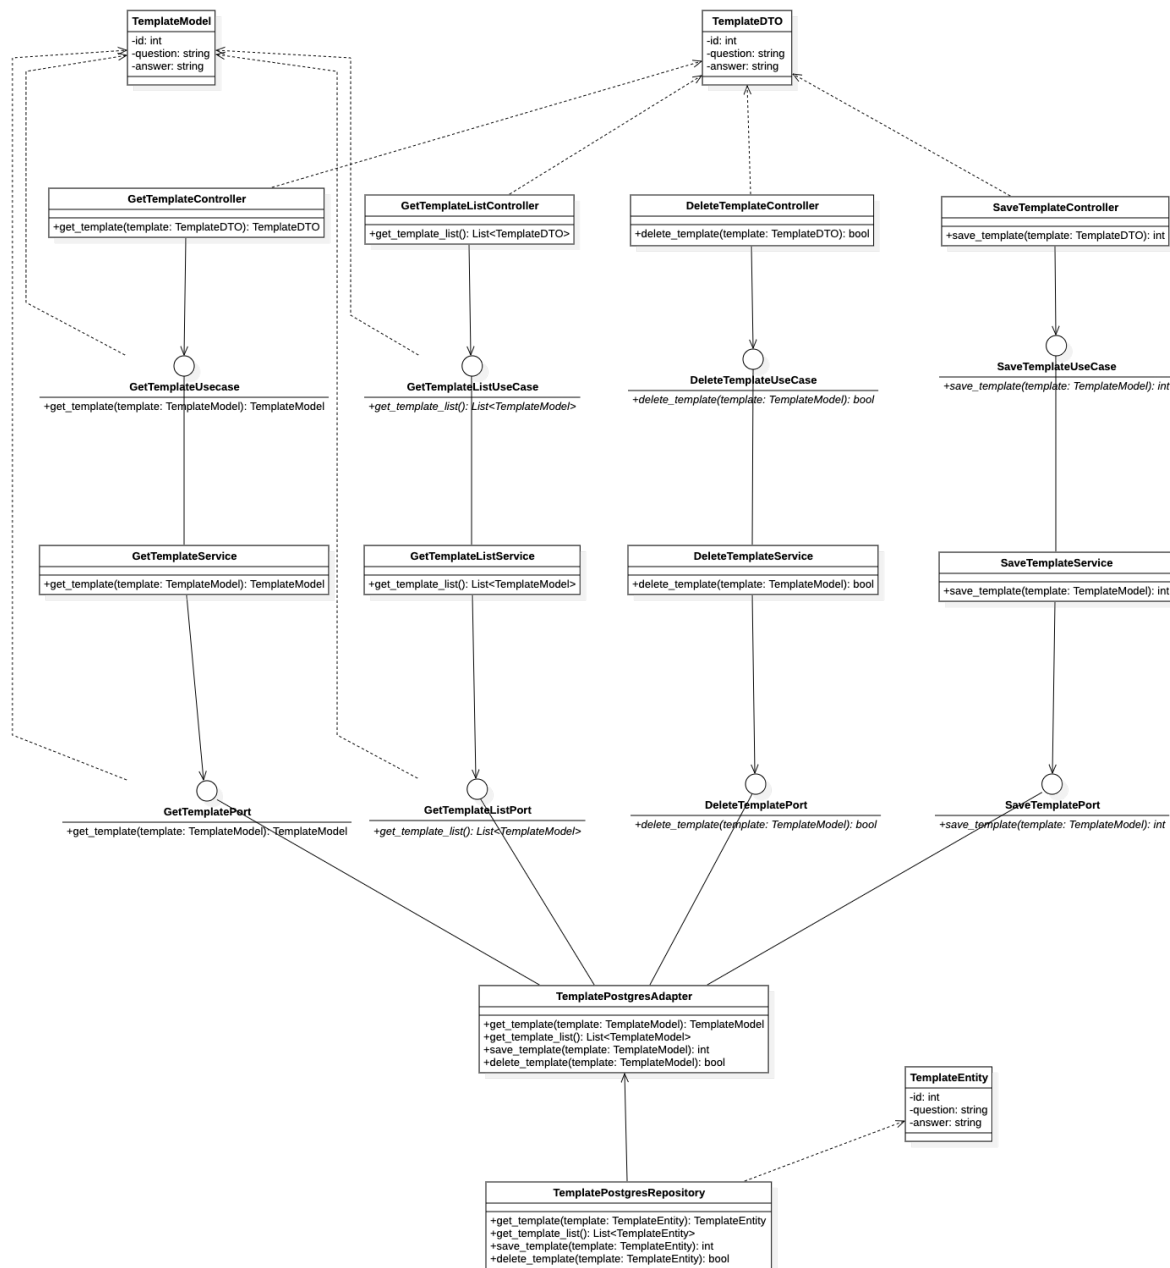 TemplateModel
-id: int
-question: string
-answer: string
TemplateDTO
-id: int
-question: string
-answer: string
GetTemplateController
+get_template(template: TemplateDTO): TemplateDTO
GetTemplateListController
+get_template_list(): List<TemplateDTO>
DeleteTemplateController
+delete_template(template: TemplateDTO): bool
SaveTemplateController
+save_template(template: TemplateDTO): int
GetTemplateUsecase
+get_template(template: TemplateModel): TemplateModel
GetTemplateListUseCase
+get_template_list(): List<TemplateModel>
DeleteTemplateUseCase
+delete_template(template: TemplateModel): bool
SaveTemplateUseCase
+save_template(template: TemplateModel): int
GetTemplateService
+get_template(template: TemplateModel): TemplateModel
GetTemplateListService
+get_template_list(): List<TemplateModel>
DeleteTemplateService
+delete_template(template: TemplateModel): bool
SaveTemplateService
+save_template(template: TemplateModel): int
GetTemplatePort
+get_template(template: TemplateModel): TemplateModel
GetTemplateListPort
+get_template_list(): List<TemplateModel>
DeleteTemplatePort
+delete_template(template: TemplateModel): bool
SaveTemplatePort
+save_template(template: TemplateModel): int
TemplatePostgresAdapter
+get_template(template: TemplateModel): TemplateModel
+get_template_list(): List<TemplateModel>
+save_template(template: TemplateModel): int
+delete_template(template: TemplateModel): bool
TemplateEntity
-id: int
-question: string
-answer: string
TemplatePostgresRepository
+get_template(template: TemplateEntity): TemplateEntity
+get_template_list(): List<TemplateEntity>
+save_template(template: TemplateEntity): int
+delete_template(template: TemplateEntity): bool